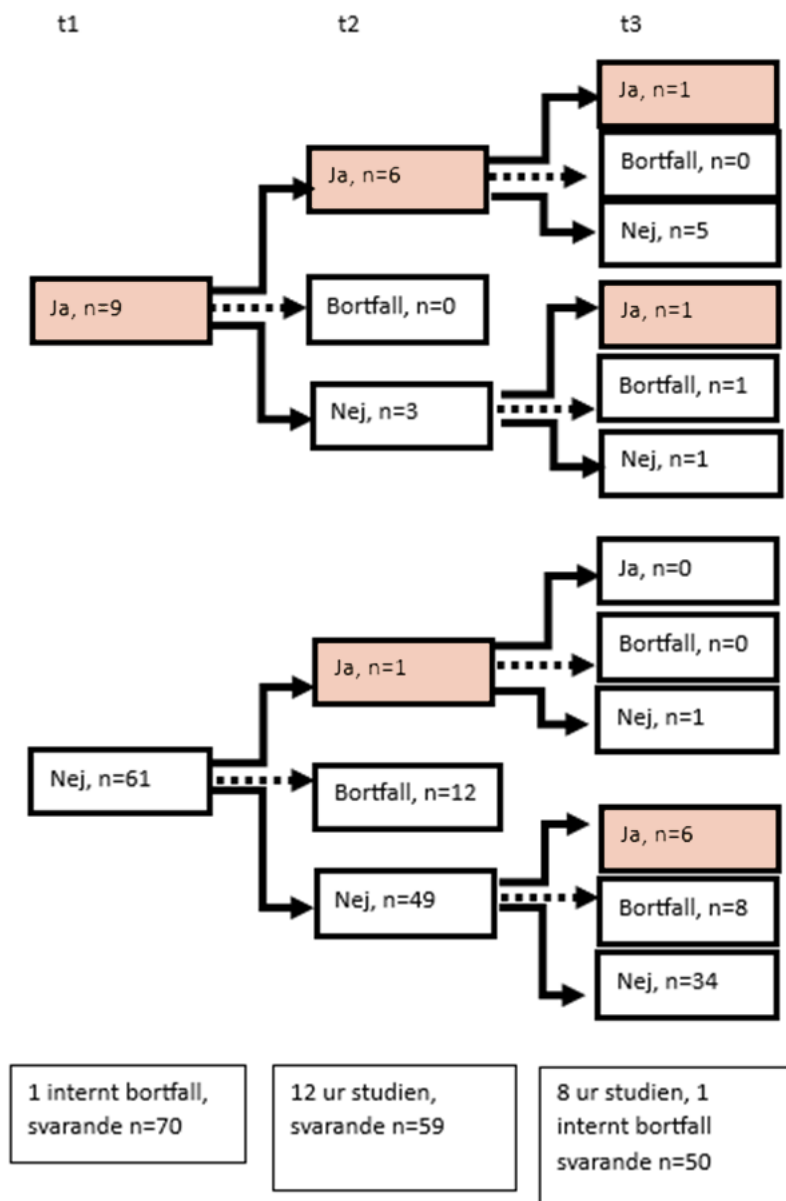 t1
t2
t3
Ja, n=1
Ja, n=6
Bortfall, n=0
Nej, n=5
Ja, n=9
Bortfall, n=0
Ja, n=1
Nej, n=3
Bortfall, n=1
Nej, n=1
Ja, n=0
Ja, n=1
Bortfall, n=0
Nej, n=1
Nej, n=61
Bortfall, n=12
Ja, n=6
Nej, n=49
Bortfall, n=8
Nej, n=34
1 internt bortfall,
svarande n=70
12 ur studien,
svarande n=59
8 ur studien, 1
internt bortfall
svarande n=50